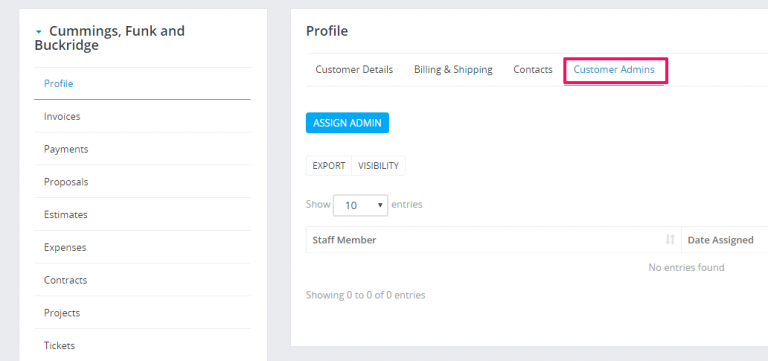 Cummings, Funk and
Buckridge
Profile
Invoices
Payments
Proposals
Estimates
Expenses
Contracts
Projects
Tickets
Profile
Customer Details Billing & Shipping Contacts Customer Admins
ASSIGN ADMIN
EXPORT VISIBILITY
Show 10 entries
Staff Member Date Assigned
No entries found
Showing 0 to 0 of 0 entries